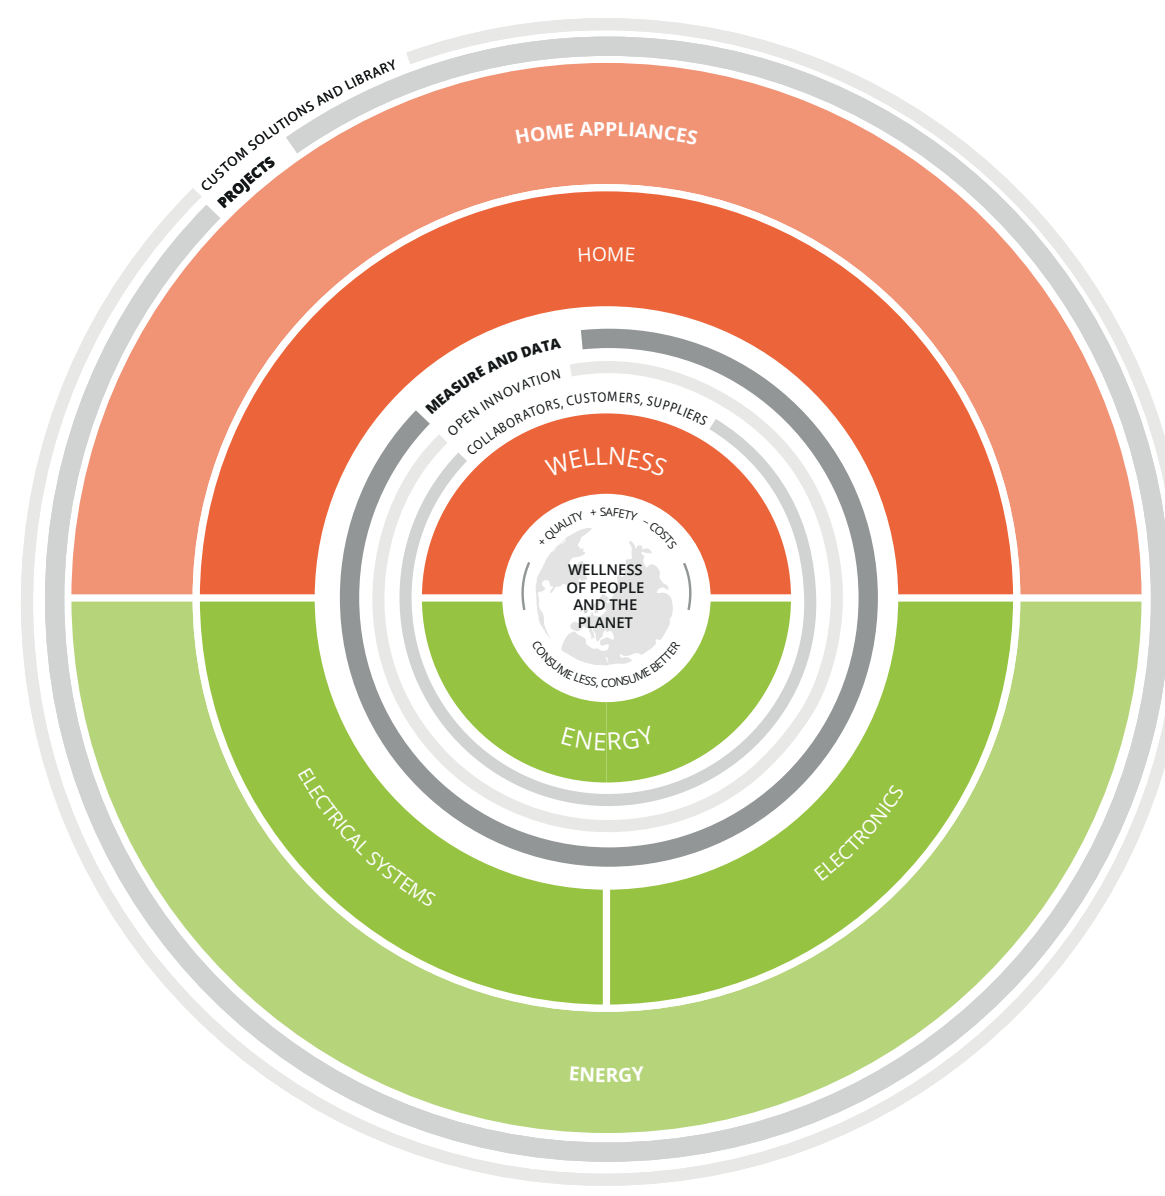 CUSTOM SOLUTIONS AND LIBRARY
PROJECTS
HOME APPLIANCES
HOME
MEASURE AND DATA
OPEN INNOVATION
COLLABORATORS, CUSTOMERS, SUPPLIERS
WELLNESS
+ QUALITY + SAFETY – COSTS
WELLNESS
OF PEOPLE
AND THE
PLANET
CONSUME LESS, CONSUME BETTER
ENERGY
ELECTRICAL SYSTEMS
ELECTRONICS
ENERGY